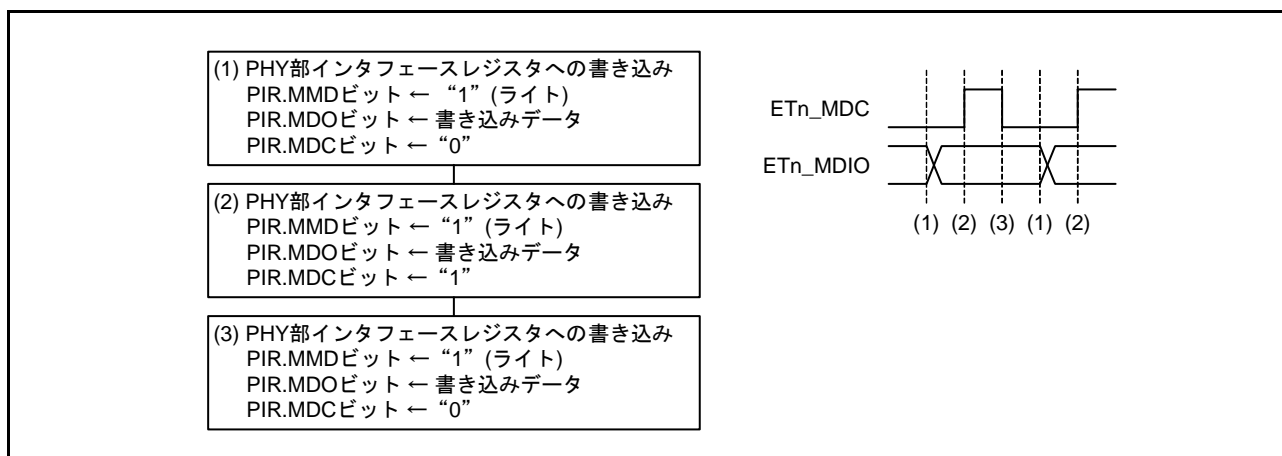 (1) PHY部インタフェースレジスタへの書き込み
PIR.MMDビット ← “1” (ライト)
PIR.MDOビット ← 書き込みデータ
PIR.MDCビット ← “0”
(2) PHY部インタフェースレジスタへの書き込み
PIR.MMDビット ← “1” (ライト)
PIR.MDOビット ← 書き込みデータ
PIR.MDCビット ← “1”
(3) PHY部インタフェースレジスタへの書き込み
PIR.MMDビット ← “1” (ライト)
PIR.MDOビット ← 書き込みデータ
PIR.MDCビット ← “0”
ETn_MDC
ETn_MDIO
(1) (2) (3) (1) (2)